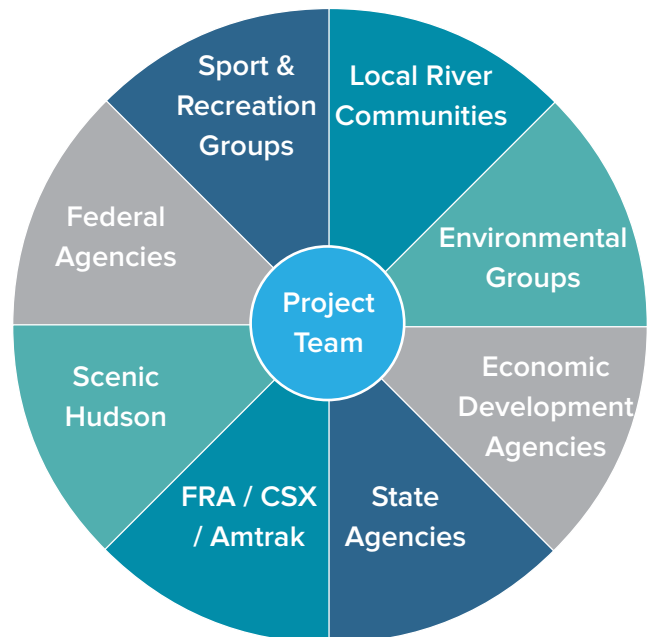 Sport &
Recreation
Groups
Local River
Communities
Federal
Agencies
Environmental
Groups
Project
Team
Scenic
Hudson
Economic
Development
Agencies
FRA / CSX
/ Amtrak
State
Agencies